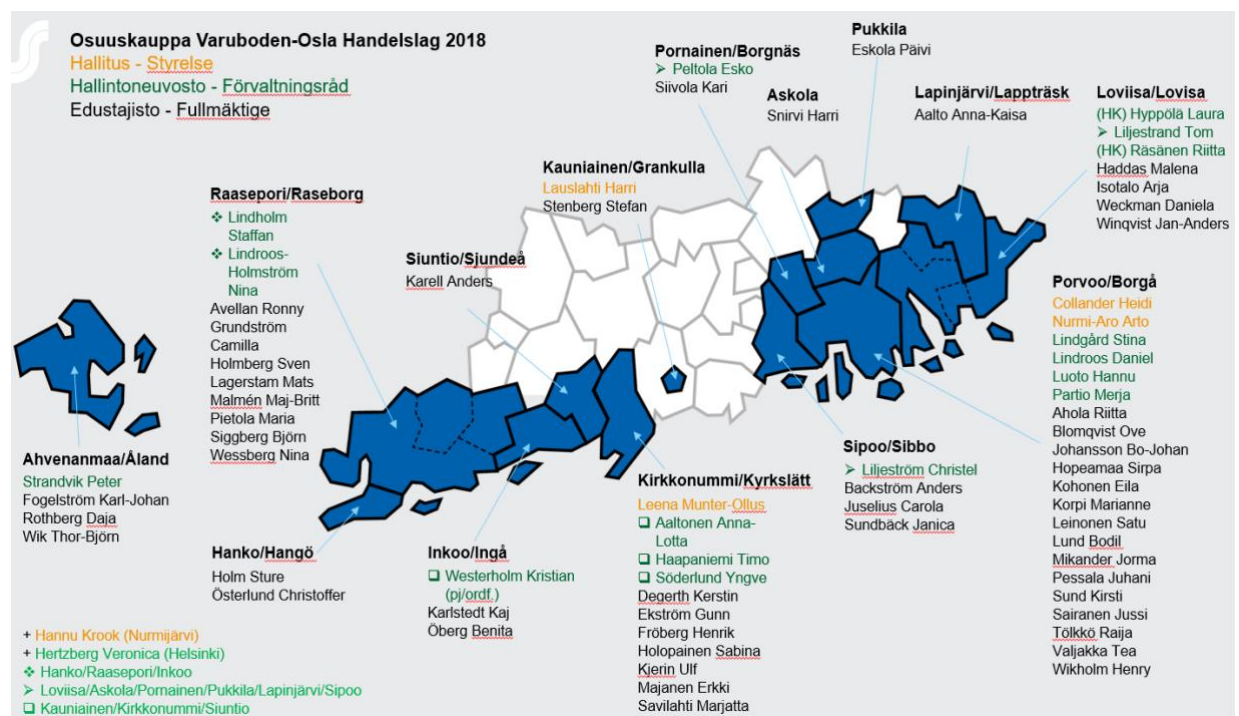 Osuuskauppa Varuboden-Osla Handelslag 2018
Hallitus - Styrelse
Hallintoneuvosto - Förvaltningsråd
Edustajisto - Fullmäktige
Pukkila
Eskola Päivi
Pornainen/Borgnäs
➢ Peltola Esko
Siivola Kari
Askola
Snirvi Harri
Lapinjärvi/Lappträsk
Aalto Anna-Kaisa
Loviisa/Lovisa
(HK) Hyppölä Laura
➢ Liljestrand Tom
(HK) Räsänen Riitta
Haddas Malena
Isotalo Arja
Weckman Daniela
Winqvist Jan-Anders
Kauniainen/Grankulla
Lauslahti Harri
Stenberg Stefan
Raasepori/Raseborg
❖ Lindholm
Staffan
❖ Lindroos-
Holmström
Nina
Avellan Ronny
Grundström
Camilla
Holmberg Sven
Lagerstam Mats
Malmén Maj-Britt
Pietola Maria
Siggberg Björn
Wessberg Nina
Siuntio/Sjundeå
Karell Anders
Porvoo/Borgå
Collander Heidi
Nurmi-Aro Arto
Lindgård Stina
Lindroos Daniel
Luoto Hannu
Partio Merja
Ahola Riitta
Blomqvist Ove
Johansson Bo-Johan
Hopeamaa Sirpa
Kohonen Eila
Korpi Marianne
Leinonen Satu
Lund Bodil
Mikander Jorma
Pessala Juhani
Sund Kirsti
Sairanen Jussi
Tölkkö Raija
Valjakka Tea
Wikholm Henry
Ahvenanmaa/Åland
Strandvik Peter
Fogelström Karl-Johan
Rothberg Daja
Wik Thor-Björn
Sipoo/Sibbo
➢ Liljeström Christel
Backström Anders
Juselius Carola
Sundbäck Janica
Kirkkonummi/Kyrkslätt
Leena Munter-Ollus
❑ Aaltonen Anna-
Lotta
❑ Haapaniemi Timo
❑ Söderlund Yngve
Degerth Kerstin
Ekström Gunn
Fröberg Henrik
Holopainen Sabina
Kjerin Ulf
Majanen Erkki
Savilahti Marjatta
Hanko/Hangö
Holm Sture
Österlund Christoffer
Inkoo/Ingå
❑ Westerholm Kristian
(pj/ordf.)
Karlstedt Kaj
Öberg Benita
+ Hannu Krook (Nurmijärvi)
+ Hertzberg Veronica (Helsinki)
❖ Hanko/Raasepori/Inkoo
➢ Loviisa/Askola/Pornainen/Pukkila/Lapinjärvi/Sipoo
❑ Kauniainen/Kirkkonummi/Siuntio